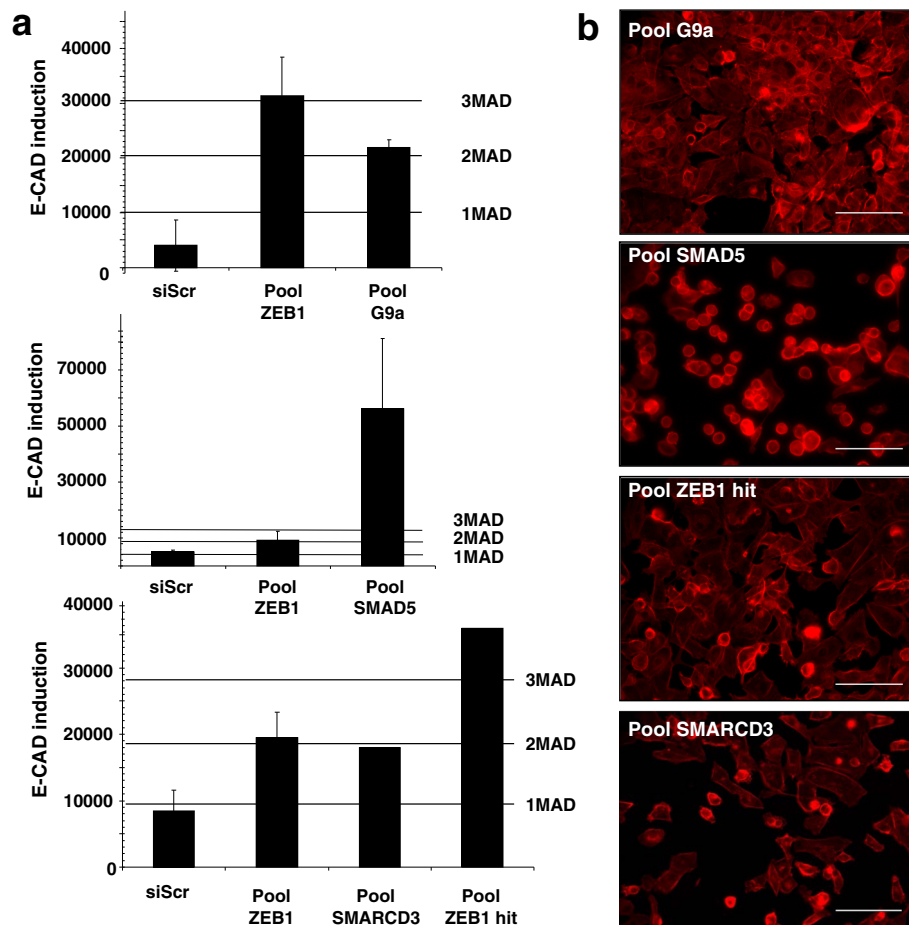 a
E-CAD induction
40000
30000
20000
10000
0
3MAD
2MAD
1MAD
siScr
Pool
ZEB1
Pool
G9a
E-CAD induction
70000
50000
30000
10000
3MAD
2MAD
1MAD
siScr
Pool
ZEB1
Pool
SMAD5
E-CAD induction
40000
30000
20000
10000
0
3MAD
2MAD
1MAD
siScr
Pool
ZEB1
Pool
SMARCD3
Pool
ZEB1 hit
b
Pool G9a
Pool SMAD5
Pool ZEB1 hit
Pool SMARCD3